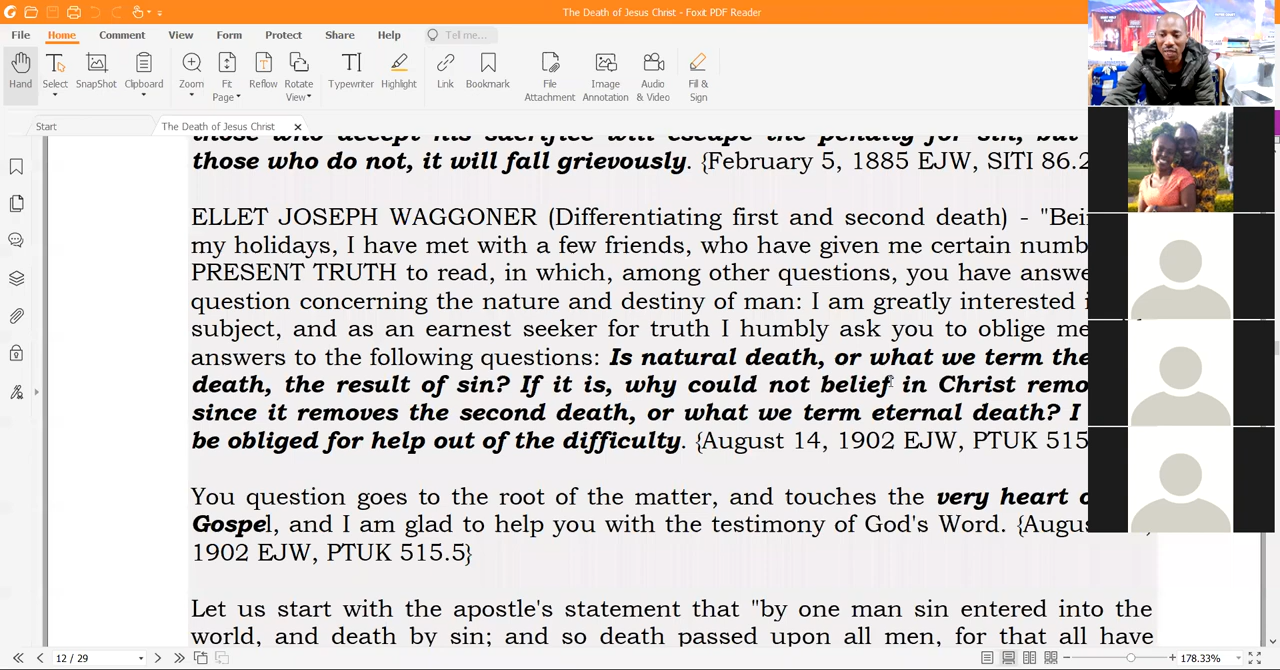 The Death of Jesus Christ - Foxit PDF Reader
File Home Comment View Form Protect Share Help Tell me...
Hand Select SnapShot Clipboard Zoom Fit Page Reflow Rotate View Typewriter Highlight Link Bookmark File Attachment Image Annotation Audio & Video Fill & Sign
Start The Death of Jesus Christ
those who accept his sacrifice will escape the penalty for sin, but
those who do not, it will fall grievously. {February 5, 1885 EJW, SITI 86.2
ELLET JOSEPH WAGGONER (Differentiating first and second death) - "Bei
my holidays, I have met with a few friends, who have given me certain numb
PRESENT TRUTH to read, in which, among other questions, you have answe
question concerning the nature and destiny of man: I am greatly interested i
subject, and as an earnest seeker for truth I humbly ask you to oblige me
answers to the following questions: Is natural death, or what we term the
death, the result of sin? If it is, why could not belief in Christ remo
since it removes the second death, or what we term eternal death? I
be obliged for help out of the difficulty. {August 14, 1902 EJW, PTUK 515
You question goes to the root of the matter, and touches the very heart o
Gospel, and I am glad to help you with the testimony of God's Word. {Augus
1902 EJW, PTUK 515.5}
Let us start with the apostle's statement that "by one man sin entered into the
world, and death by sin; and so death passed upon all men, for that all have
12 / 29 178.33%